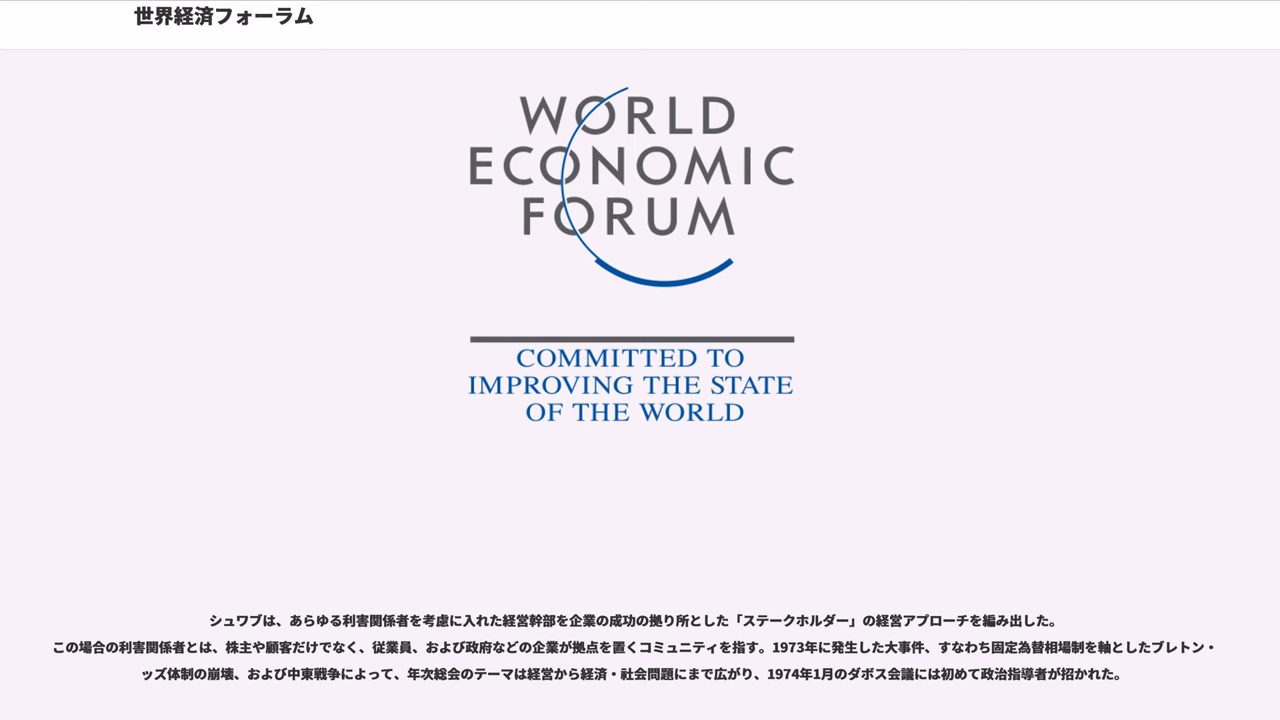 世界経済フォーラム
WORLD
ECONOMIC
FORUM
COMMITTED TO
IMPROVING THE STATE
OF THE WORLD
シュワブは、あらゆる利害関係者を考慮に入れた経営幹部を企業の成功の拠り所とした「ステークホルダー」の経営アプローチを編み出した。
この場合の利害関係者とは、株主や顧客だけでなく、従業員、および政府などの企業が拠点を置くコミュニティを指す。1973年に発生した大事件、すなわち固定為替相場制を軸としたブレトン・
ッズ体制の崩壊、および中東戦争によって、年次総会のテーマは経営から経済・社会問題にまで広がり、1974年1月のダボス会議には初めて政治指導者が招かれた。